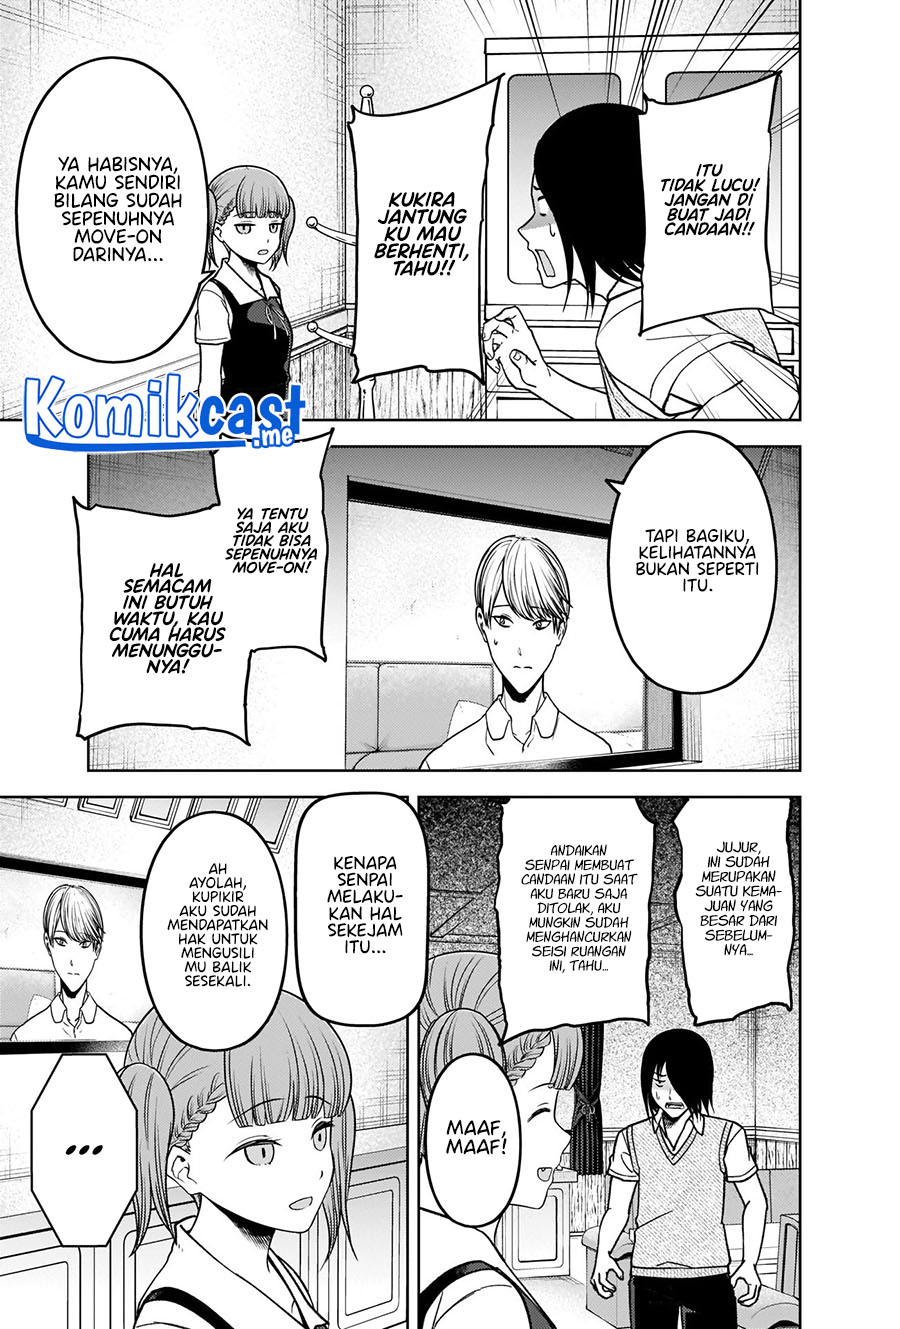 ITU
TIDAK LUCU!
JANGAN DI
BUAT JADI
CANDAAN!!
KUKIRA
JANTUNG
KU MAU
BERHENTI,
TAHU!!
YA HABISNYA,
KAMU SENDIRI
BILANG SUDAH
SEPENUHNYA
MOVE-ON
DARINYA...
Komikcast
.me
TAPI BAGIKU,
KELIHATANNYA
BUKAN SEPERTI
ITU.
YA TENTU
SAJA AKU
TIDAK BISA
SEPENUHNYA
MOVE-ON!
HAL
SEMACAM
INI BUTUH
WAKTU, KAU
CUMA HARUS
MENUNGGU-
NYA!
JUJUR,
INI SUDAH
MERUPAKAN
SUATU KEMA-
JUAN YANG
BESAR DARI
SEBELUM-
NYA...
ANDAIKAN
SENPAI MEMBUAT
CANDAAN ITU SAAT
AKU BARU SAJA
DITOLAK, AKU
MUNGKIN SUDAH
MENGHANCURKAN
SEISI RUANGAN
INI, TAHU...
MAAF,
MAAF!
KENAPA
SENPAI
MELAKU-
KAN HAL
SEKEJAM
ITU...
AH
AYOLAH,
KUPIKIR
AKU SUDAH
MENDAPATKAN
HAK UNTUK
MENGUSILI
MU BALIK
SESEKALI.
...